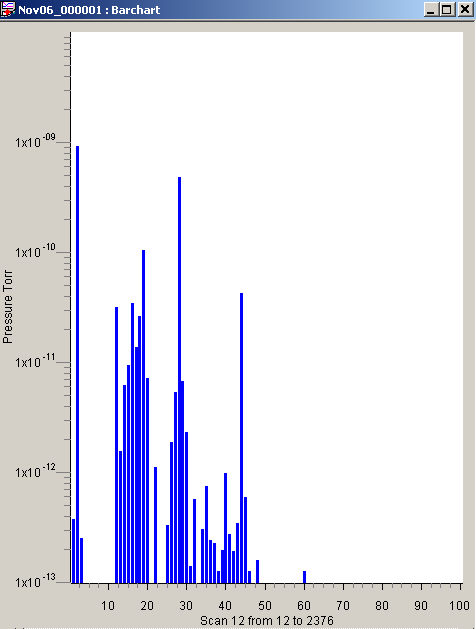 Nov06_000001 : Barchart
1x10 -09
1x10 -10
1x10 -11
1x10 -12
1x10 -13
Pressure Torr
10 20 30 40 50 60 70 80 90 100
Scan 12 from 12 to 2376